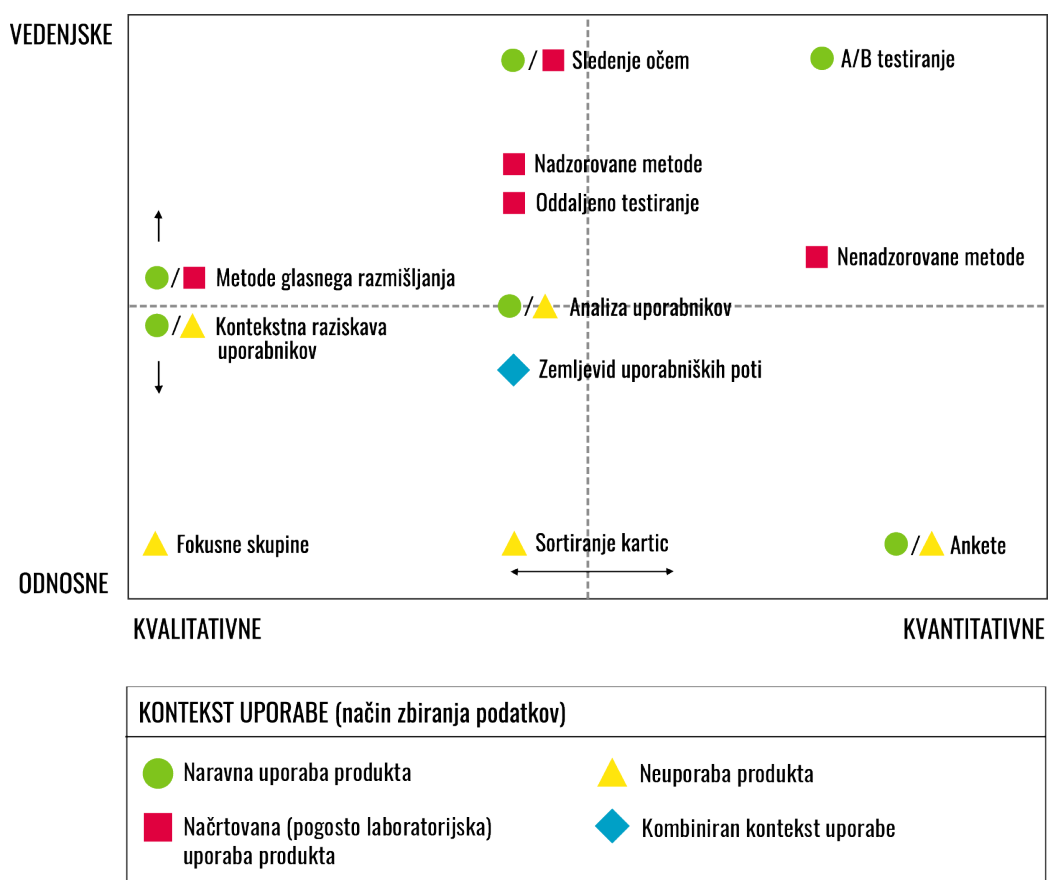 VEDENJSKE
/ Sledenje očem
A/B testiranje
Nadzorovane metode
Oddaljeno testiranje
Nenadzorovane metode
/ Metode glasnega razmišljanja
/ Kontekstna raziskava
uporabnikov
/ Analiza uporabnikov
Zemljevid uporabniških poti
Fokusne skupine
Sortiranje kartic
/ Ankete
ODNOSNE
KVALITATIVNE
KVANTITATIVNE
KONTEKST UPORABE (način zbiranja podatkov)
Naravna uporaba produkta
Neuporaba produkta
Načrtovana (pogosto laboratorijska)
uporaba produkta
Kombiniran kontekst uporabe